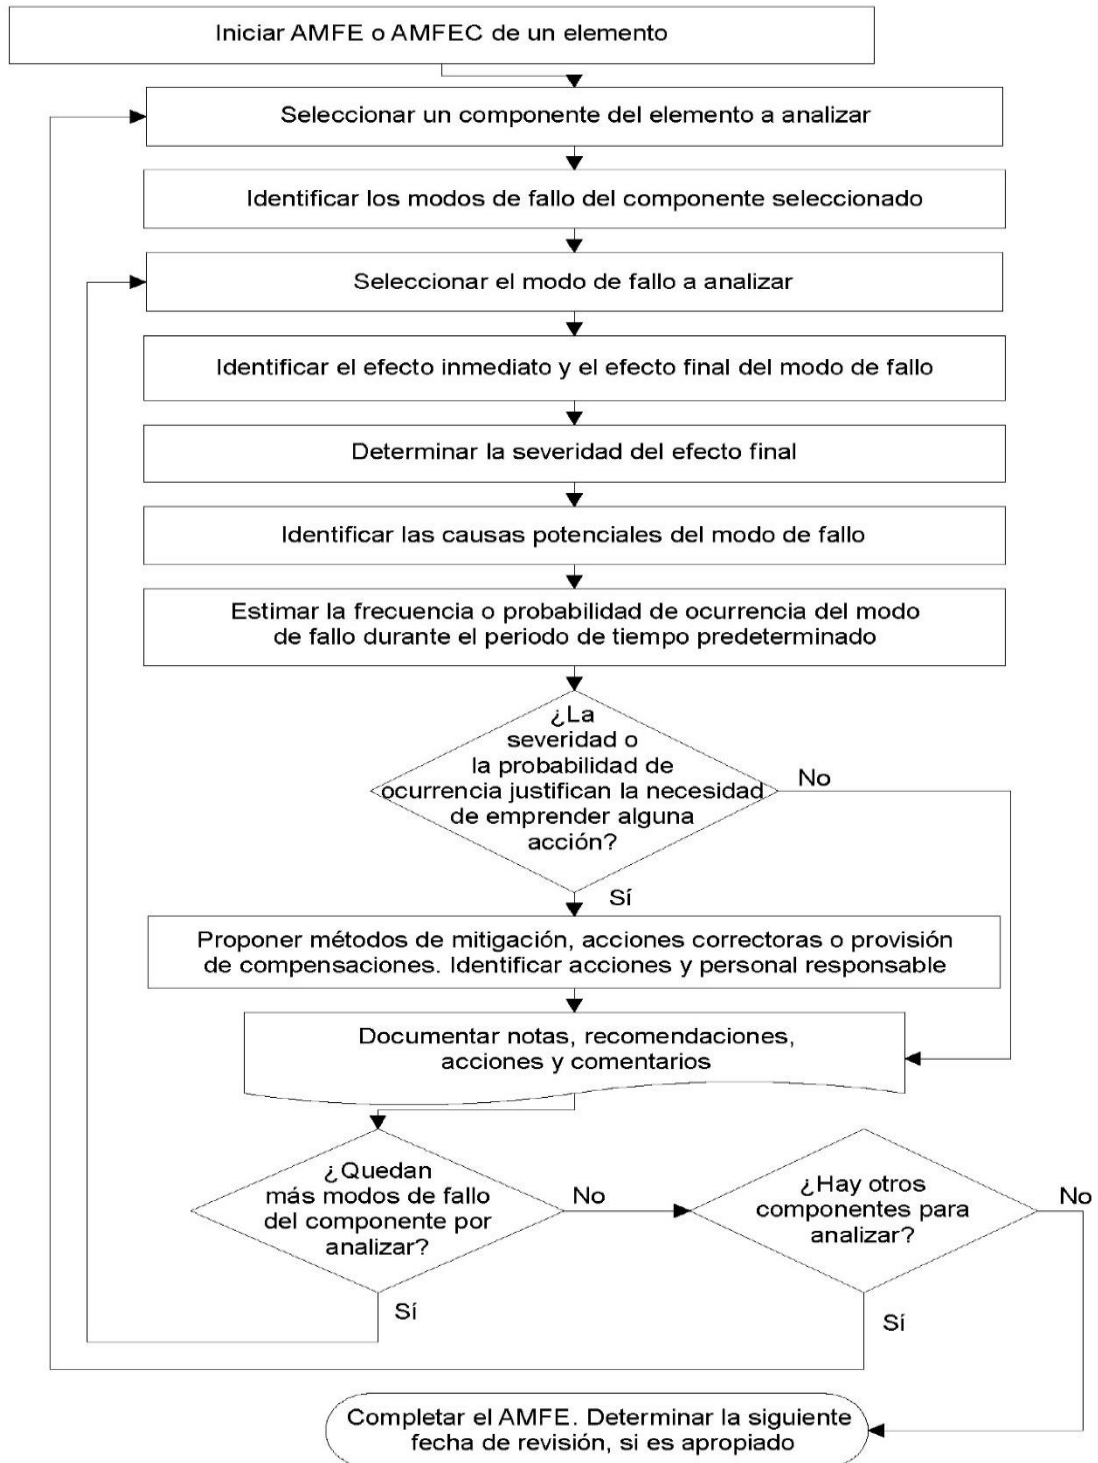 Iniciar AMFE o AMFEC de un elemento
Seleccionar un componente del elemento a analizar
Identificar los modos de fallo del componente seleccionado
Seleccionar el modo de fallo a analizar
Identificar el efecto inmediato y el efecto final del modo de fallo
Determinar la severidad del efecto final
Identificar las causas potenciales del modo de fallo
Estimar la frecuencia o probabilidad de ocurrencia del modo
de fallo durante el periodo de tiempo predeterminado
¿La
severidad o
la probabilidad de
ocurrencia justifican la necesidad
de emprender alguna
acción?
No
Sí
Proponer métodos de mitigación, acciones correctoras o provisión
de compensaciones. Identificar acciones y personal responsable
Documentar notas, recomendaciones,
acciones y comentarios
¿Quedan
más modos de fallo
del componente por
analizar?
No
Sí
¿Hay otros
componentes para
analizar?
No
Sí
Completar el AMFE. Determinar la siguiente
fecha de revisión, si es apropiado